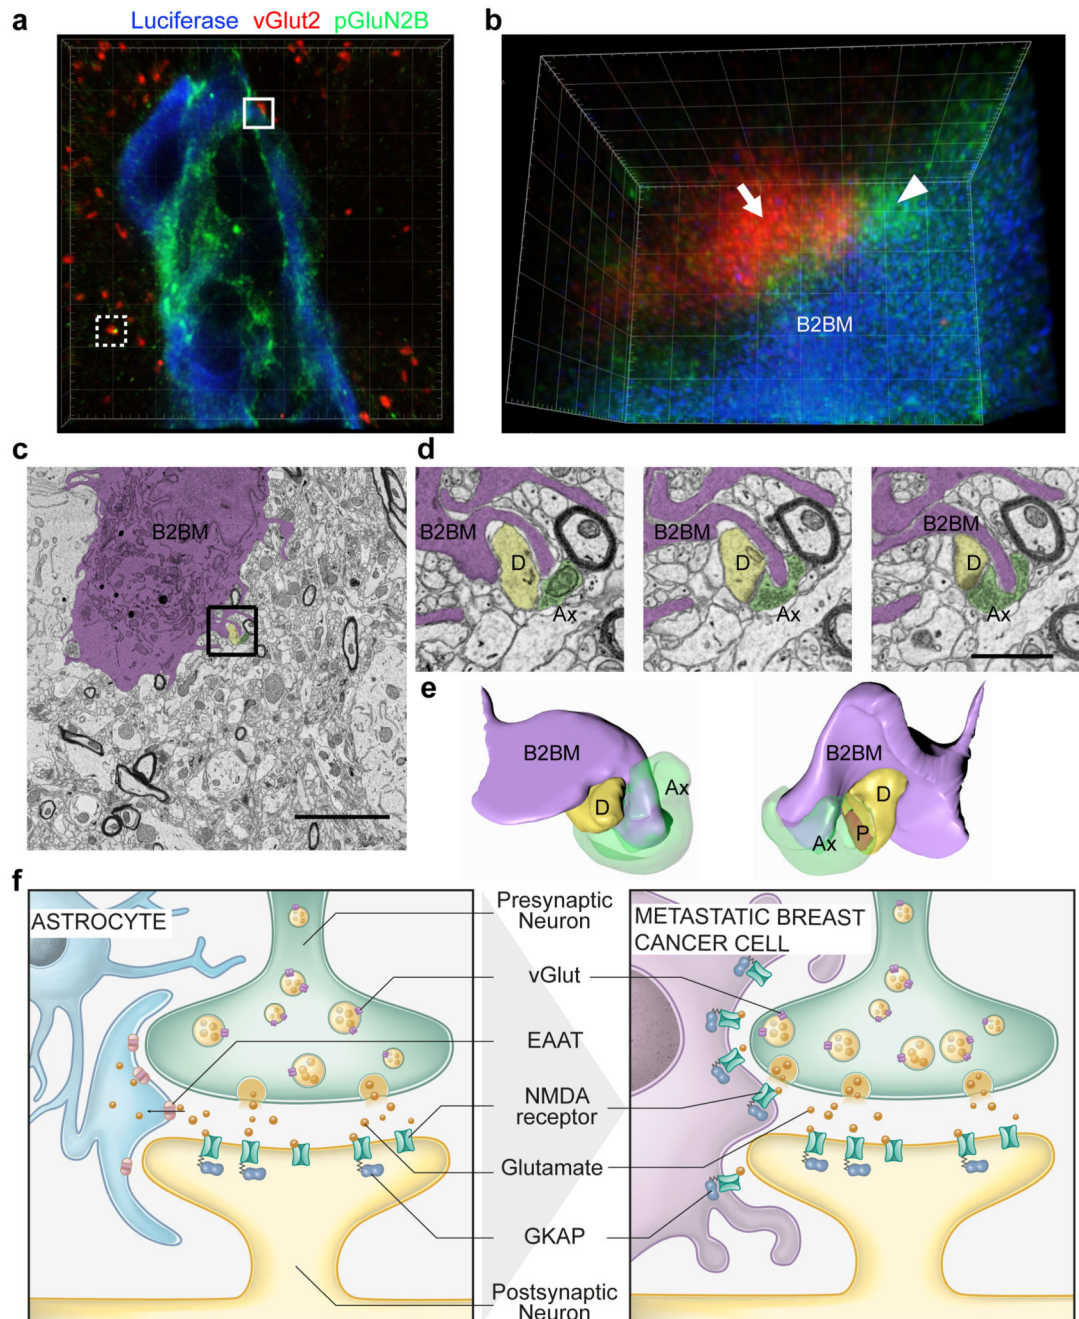 a
Luciferase vGlut2 pGluN2B
b
B2BM
c
B2BM
d
B2BM
D
Ax
B2BM
D
Ax
B2BM
D
Ax
e
B2BM
D
Ax
B2BM
D
Ax
P
f
ASTROCYTE
Presynaptic
Neuron
vGlut
EAAT
NMDA
receptor
Glutamate
GKAP
Postsynaptic
Neuron
METASTATIC BREAST
CANCER CELL